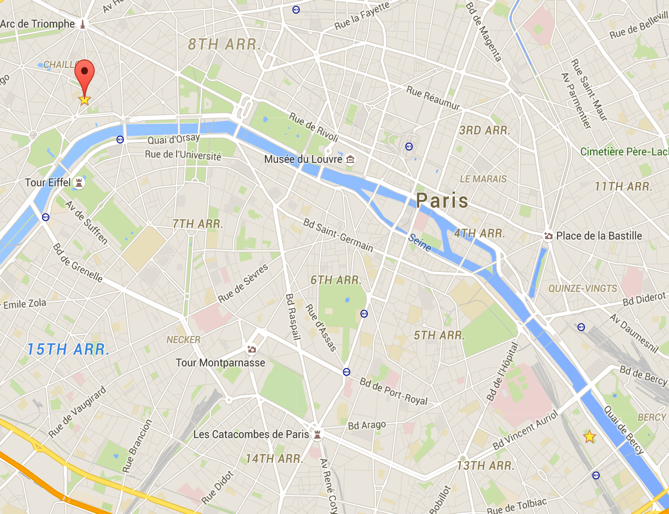 Rue la Fayette
Bd de Magenta
Arc de Triomphe
8TH ARR.
CHAILL
Rue de Bellevil
Rue Saint-Maur
Av Parmentier
Rue Réaumur
Rue de Rivoli
3RD ARR.
Quai d'Orsay
Rue de l'Université
Musée du Louvre
Cimetière Père-Lac
LE MARAIS
11TH ARR.
Tour Eiffel
Paris
Av de Suffren
7TH ARR.
Bd Saint-Germain
Seine
4TH ARR.
Place de la Bastille
Bd de Grenelle
Rue de Sèvres
6TH ARR.
QUINZE-VINGTS
Emile Zola
Bd Raspail
Rue d'Assas
Bd Diderot
Av Daumesnil
NECKER
5TH ARR.
15TH ARR.
Tour Montparnasse
Bd de l'Hôpital
Bd de Bercy
Bd de Port-Royal
Rue de Vaugirard
Quai de Bercy
BERCY
Rue Brancion
Les Catacombes de Paris
Bd Arago
Bd Vincent Auriol
14TH ARR.
13TH ARR.
Rue Didot
Av René Coty
Bobillot
Rue de Tolbiac